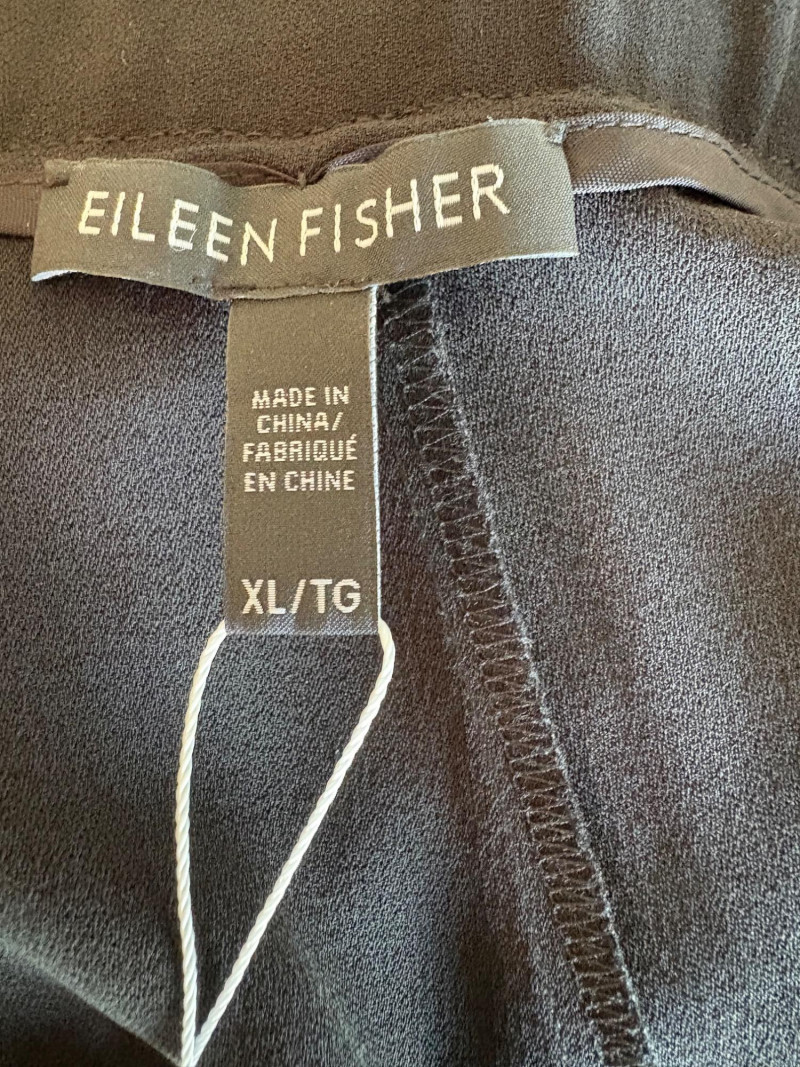 EILEEN FISHER
MADE IN
CHINA/
FABRIQUÉ
EN CHINE
XL/TG